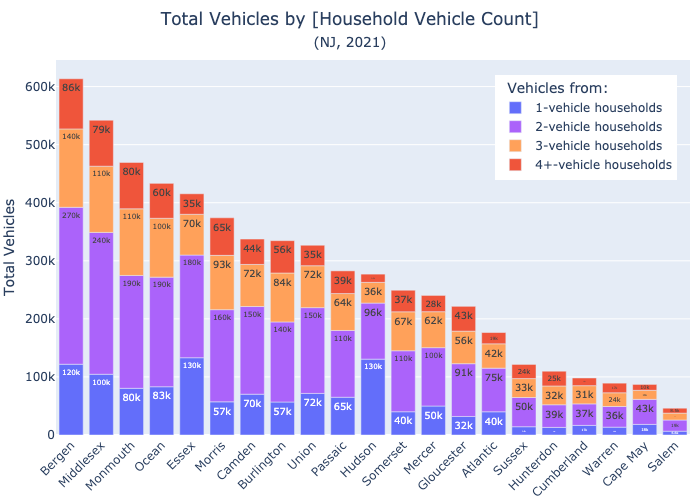 Total Vehicles by [Household Vehicle Count]
(NJ, 2021)
Vehicles from:
1-vehicle households
2-vehicle households
3-vehicle households
4+-vehicle households
Total Vehicles
600k
500k
400k
300k
200k
100k
0
86k 140k 270k 120k
79k 110k 240k 100k
80k 110k 190k 80k
60k 100k 190k 83k
35k 70k 180k 130k
65k 93k 160k 57k
44k 72k 150k 70k
56k 84k 140k 57k
35k 72k 150k 72k
39k 64k 110k 65k
36k 96k 130k
37k 67k 110k 40k
28k 62k 100k 50k
43k 56k 91k 32k
42k 75k 40k
24k 33k 50k
25k 32k 39k
31k 37k
24k 36k
43k
Bergen
Middlesex
Monmouth
Ocean
Essex
Morris
Camden
Burlington
Union
Passaic
Hudson
Somerset
Mercer
Gloucester
Atlantic
Sussex
Hunterdon
Cumberland
Warren
Cape May
Salem